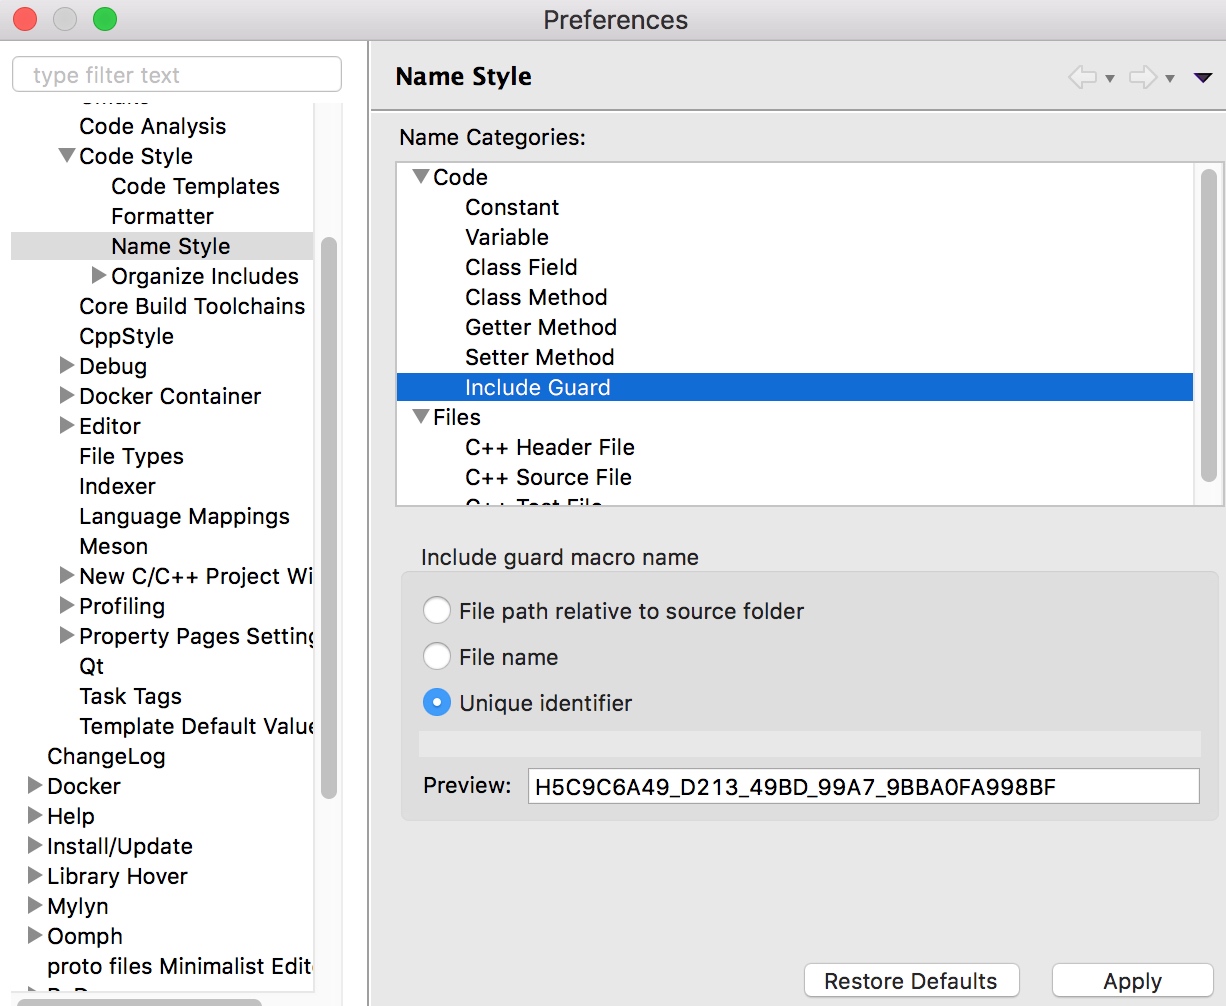 Preferences
type filter text
Code Analysis
Code Style
Code Templates
Formatter
Name Style
Organize Includes
Core Build Toolchains
CppStyle
Debug
Docker Container
Editor
File Types
Indexer
Language Mappings
Meson
New C/C++ Project Wi
Profiling
Property Pages Setting
Qt
Task Tags
Template Default Value
ChangeLog
Docker
Help
Install/Update
Library Hover
Mylyn
Oomph
proto files Minimalist Edit
Name Style
Name Categories:
Code
Constant
Variable
Class Field
Class Method
Getter Method
Setter Method
Include Guard
Files
C++ Header File
C++ Source File
C++ Test File
Include guard macro name
File path relative to source folder
File name
Unique identifier
Preview: H5C9C6A49_D213_49BD_99A7_9BBA0FA998BF
Restore Defaults Apply